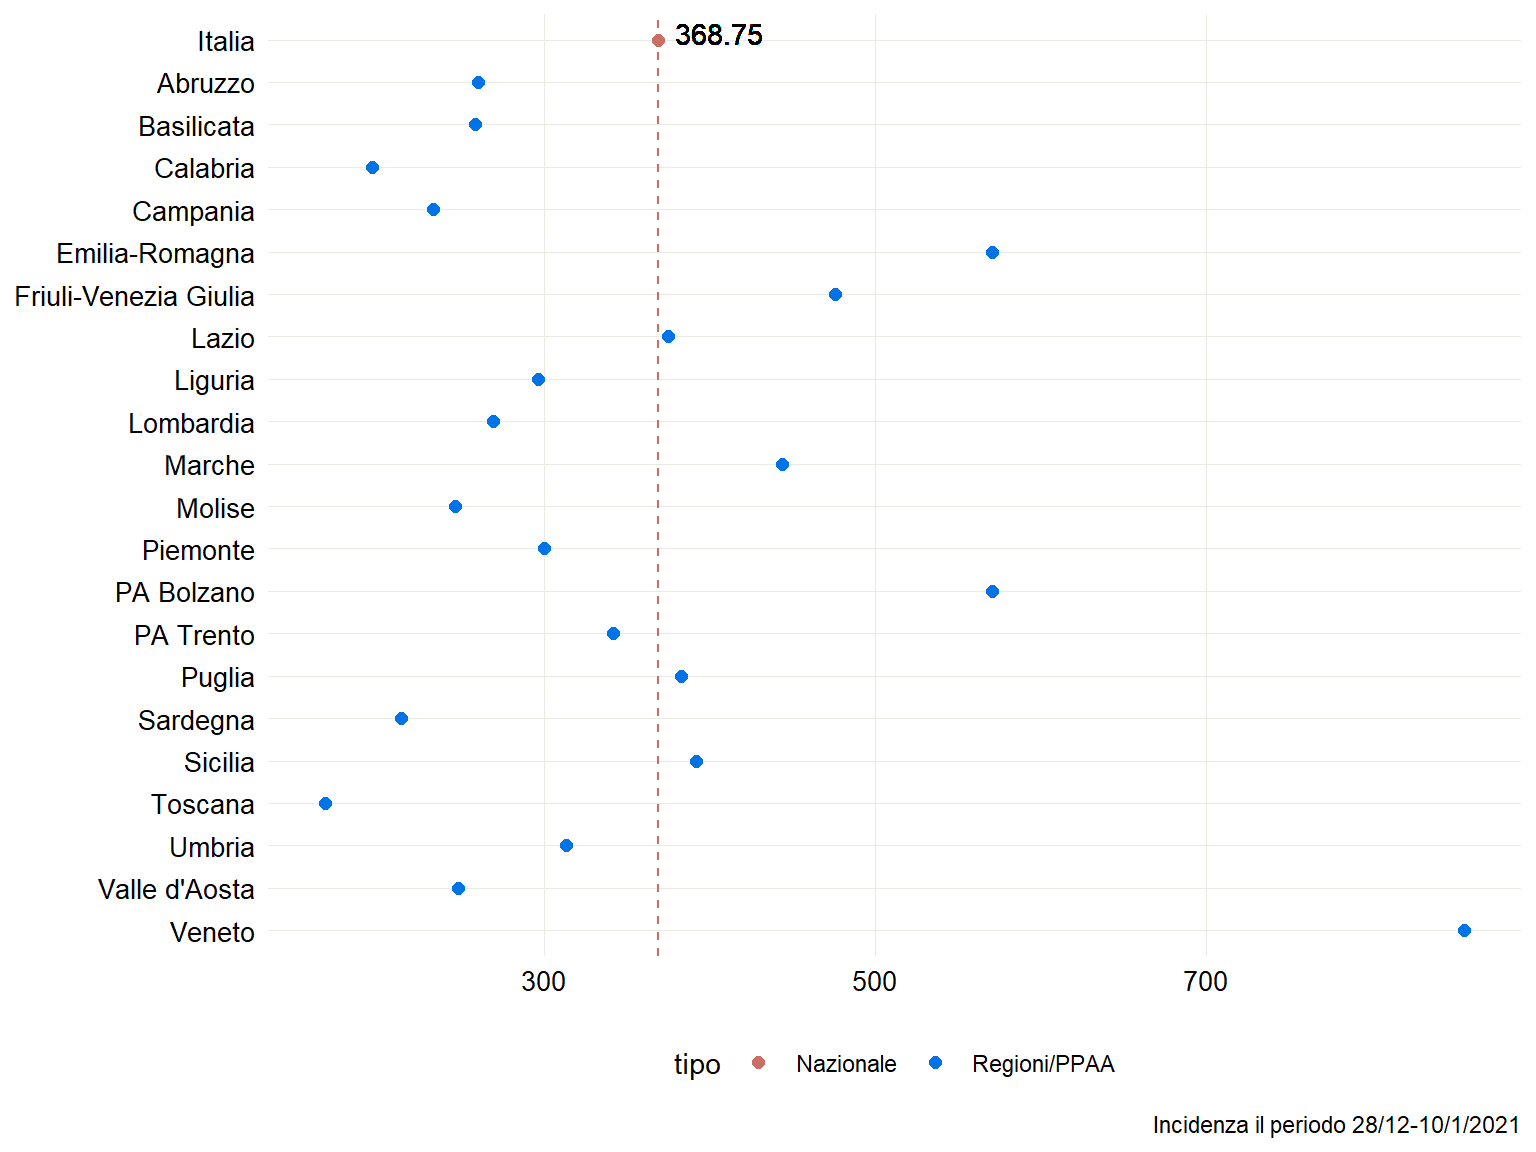 Italia
368.75
Abruzzo
Basilicata
Calabria
Campania
Emilia-Romagna
Friuli-Venezia Giulia
Lazio
Liguria
Lombardia
Marche
Molise
Piemonte
PA Bolzano
PA Trento
Puglia
Sardegna
Sicilia
Toscana
Umbria
Valle d'Aosta
Veneto
300 500 700
tipo Nazionale Regioni/PPAA
Incidenza il periodo 28/12-10/1/2021